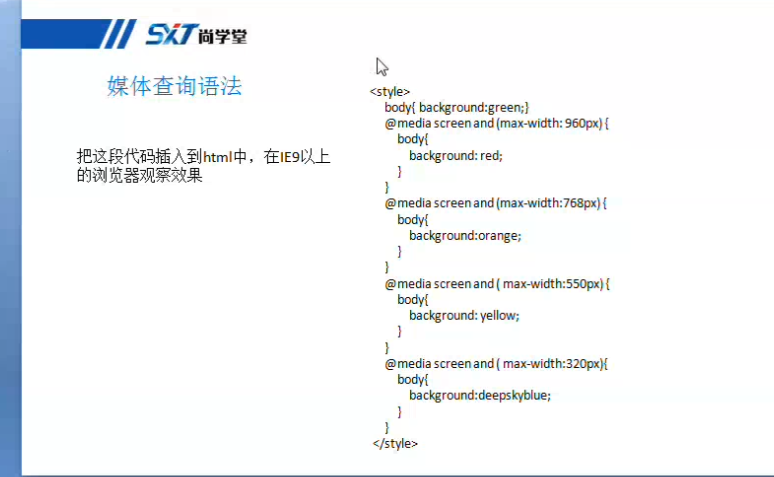 SXT尚学堂
媒体查询语法
把这段代码插入到html中，在IE9以上
的浏览器观察效果
<style>
body{ background:green;}
@media screen and (max-width: 960px) {
body{
background: red;
}
}
@media screen and (max-width:768px) {
body{
background:orange;
}
}
@media screen and ( max-width:550px) {
body{
background: yellow;
}
}
@media screen and ( max-width:320px){
body{
background:deepskyblue;
}
}
</style>